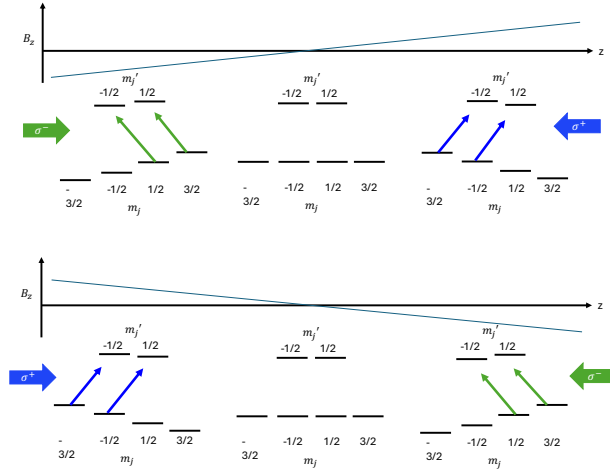 B_z
z
m_j′ m_j′ m_j′
-1/2 1/2 -1/2 1/2 -1/2 1/2
σ⁻ σ⁺
- -1/2 1/2 3/2 - -1/2 1/2 3/2 - -1/2 1/2 3/2
3/2 3/2 3/2
m_j m_j
B_z
z
m_j′ m_j′ m_j′
-1/2 1/2 -1/2 1/2 -1/2 1/2
σ⁺ σ⁻
- -1/2 1/2 3/2 - -1/2 1/2 3/2 - -1/2 1/2 3/2
3/2 3/2 3/2
m_j m_j